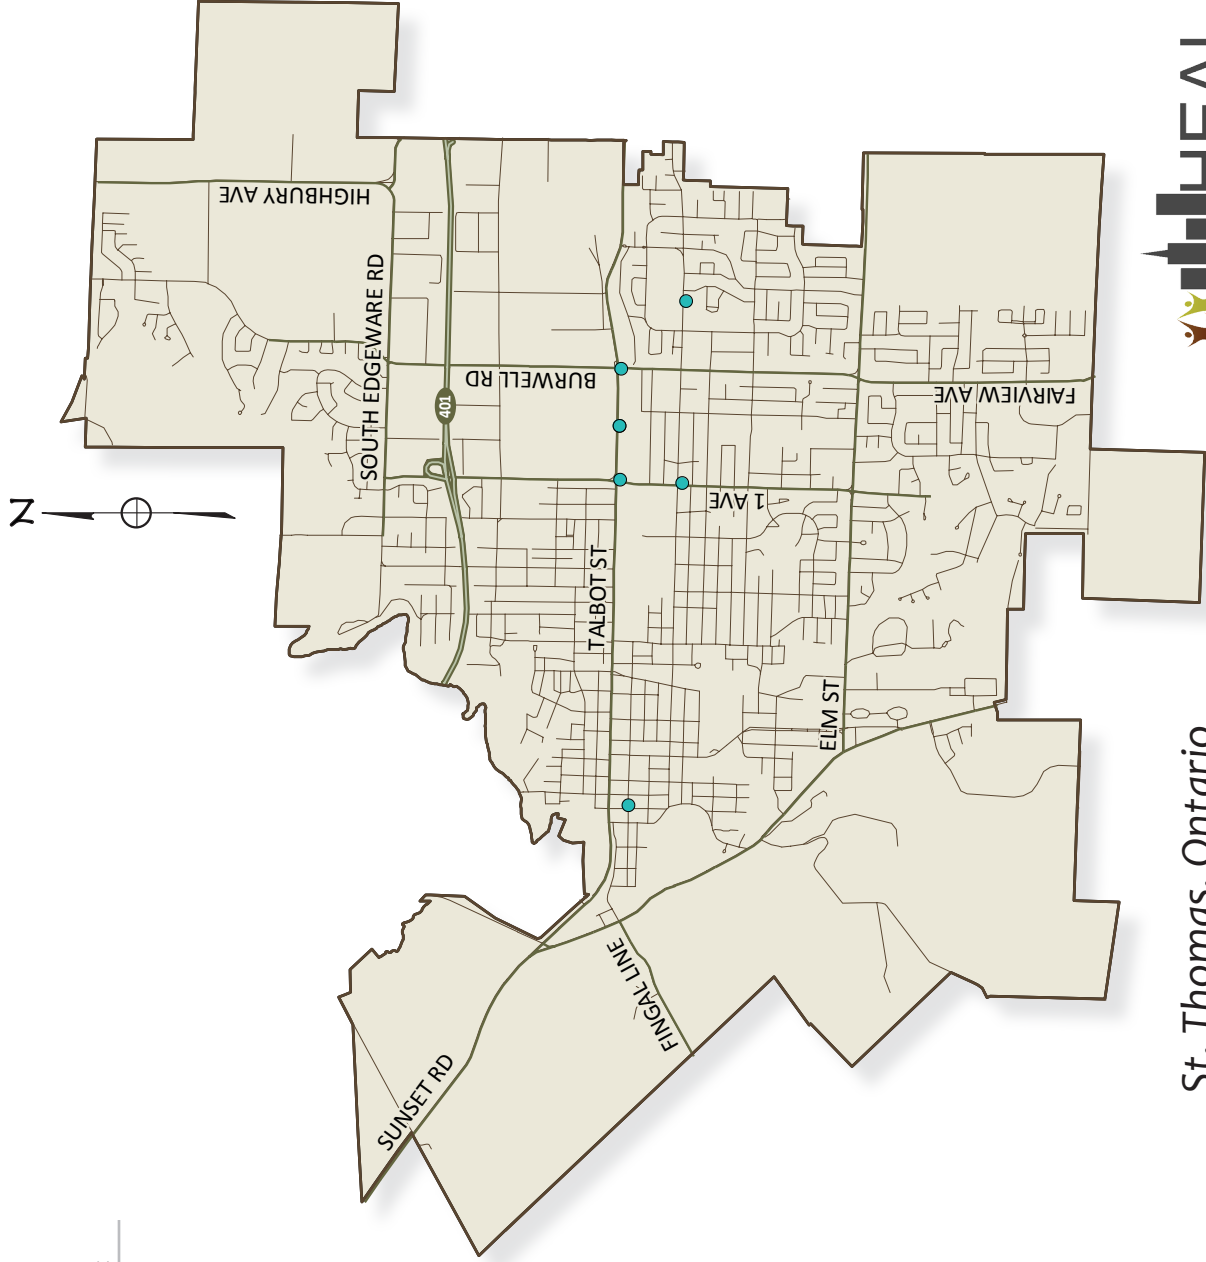 N
HIGHBURY AVE
SOUTH EDGEWARE RD
401
BURWELL RD
FAIRVIEW AVE
1 AVE
TALBOT ST
ELM ST
FINGAL LINE
SUNSET RD
St. Thomas, Ontario
HEAL